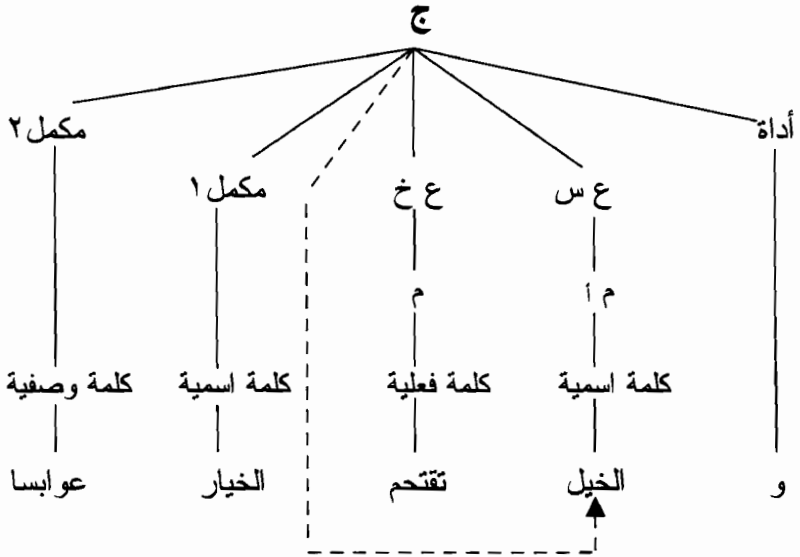 ج
أداة مكمل٢
ع س ع خ مكمل١
م أ م
كلمة اسمية كلمة فعلية كلمة اسمية كلمة وصفية
و الخيل تقتحم الخيار عوابسا